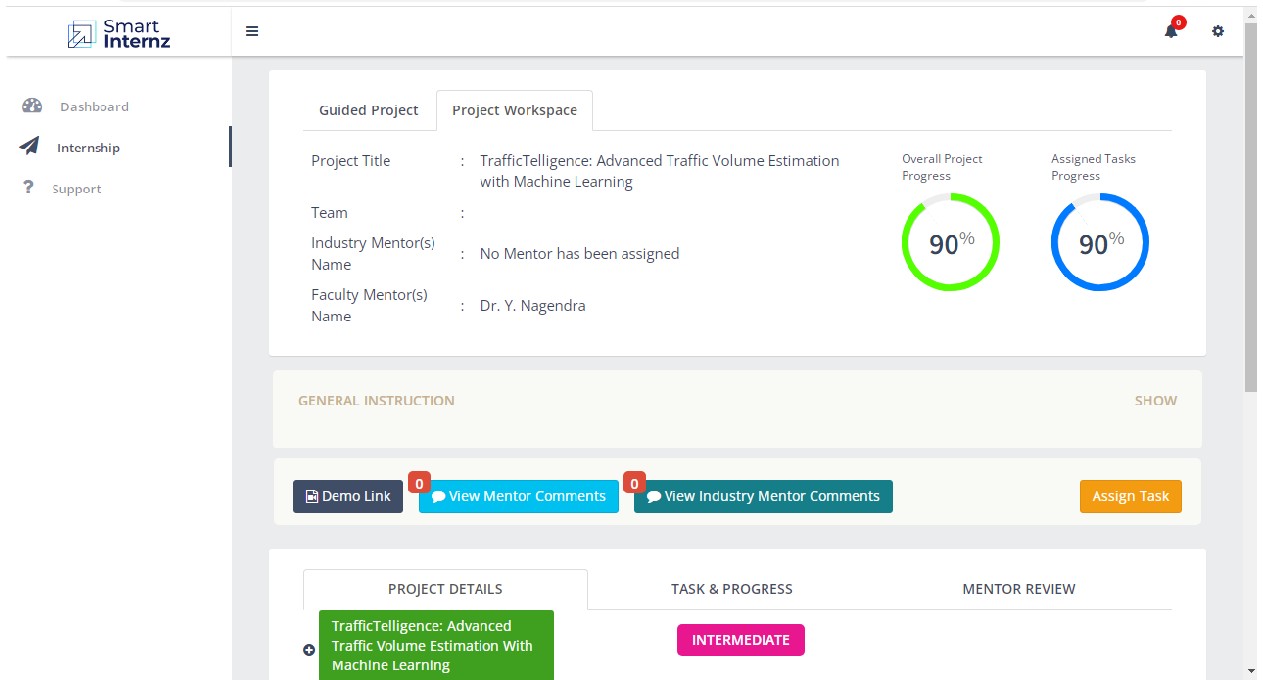 Smart
Internz
0
Dashboard
Internship
? Support
Guided Project
Project Workspace
Project Title : TrafficTelligence: Advanced Traffic Volume Estimation
with Machine Learning
Team :
Industry Mentor(s)
Name : No Mentor has been assigned
Faculty Mentor(s)
Name : Dr. Y. Nagendra
Overall Project
Progress
90%
Assigned Tasks
Progress
90%
GENERAL INSTRUCTION
SHOW
Demo Link
0
View Mentor Comments
0
View Industry Mentor Comments
Assign Task
PROJECT DETAILS
TASK & PROGRESS
MENTOR REVIEW
TrafficTelligence: Advanced
Traffic Volume Estimation With
Machine Learning
INTERMEDIATE